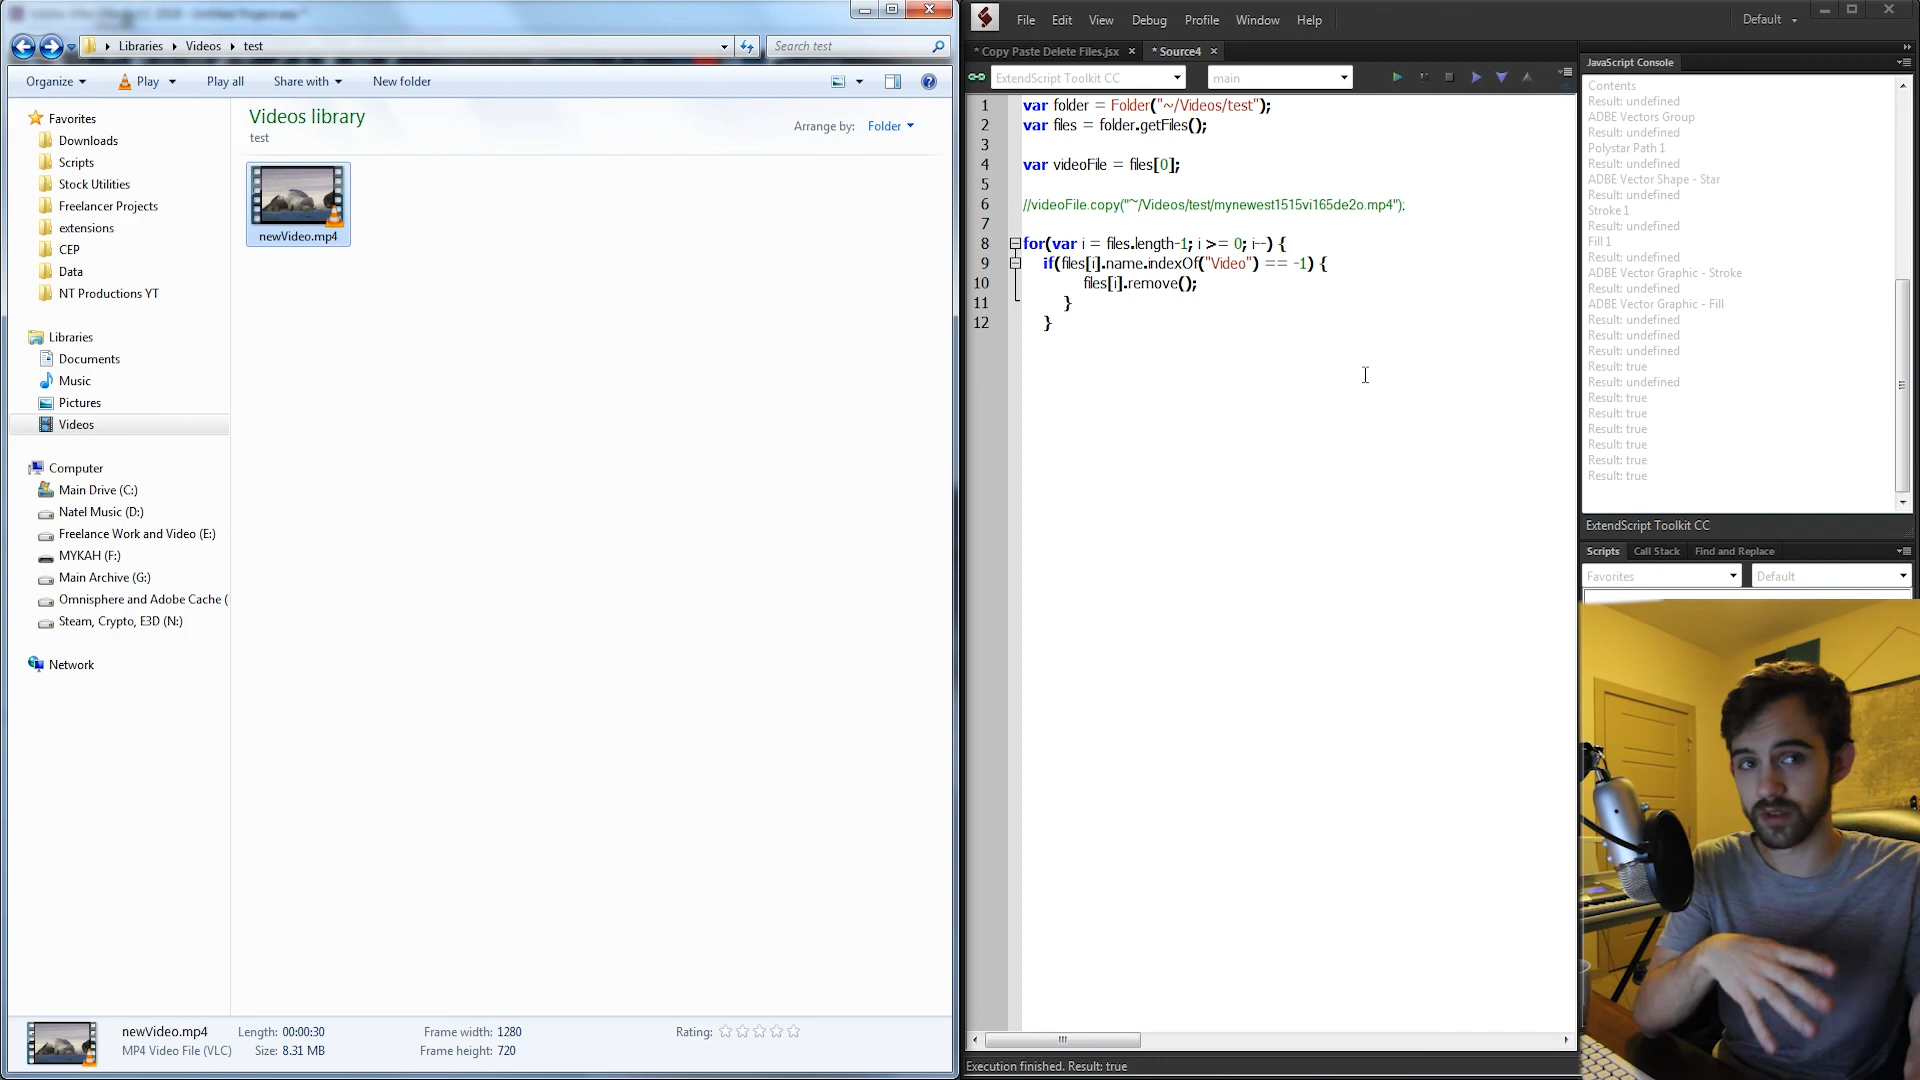 Libraries Videos test
Search test
Organize Play Play all Share with New folder
Favorites
Downloads
Scripts
Stock Utilities
Freelancer Projects
extensions
CEP
Data
NT Productions YT
Libraries
Documents
Music
Pictures
Videos
Computer
Main Drive (C:)
Natel Music (D:)
Freelance Work and Video (E:)
MYKAH (F:)
Main Archive (G:)
Omnisphere and Adobe Cache (
Steam, Crypto, E3D (N:)
Network
Videos library
test
Arrange by: Folder
newVideo.mp4
newVideo.mp4 Length: 00:00:30 Frame width: 1280 Rating:
MP4 Video File (VLC) Size: 8.31 MB Frame height: 720
File Edit View Debug Profile Window Help
Default
* Copy Paste Delete Files.jsx * Source4
ExtendScript Toolkit CC main
1 var folder = Folder("~/Videos/test");
2 var files = folder.getFiles();
3
4 var videoFile = files[0];
5
6 //videoFile.copy("~/Videos/test/mynewest1515vi165de2o.mp4");
7
8 for(var i = files.length-1; i >= 0; i--) {
9 if(files[i].name.indexOf("Video") == -1) {
10 files[i].remove();
11 }
12 }
Execution finished. Result: true
JavaScript Console
Contents
Result: undefined
ADBE Vectors Group
Result: undefined
Polystar Path 1
Result: undefined
ADBE Vector Shape - Star
Result: undefined
Stroke 1
Result: undefined
Fill 1
Result: undefined
ADBE Vector Graphic - Stroke
Result: undefined
ADBE Vector Graphic - Fill
Result: undefined
Result: undefined
Result: undefined
Result: true
Result: undefined
Result: true
Result: true
Result: true
Result: true
Result: true
Result: true
ExtendScript Toolkit CC
Scripts Call Stack Find and Replace
Favorites Default